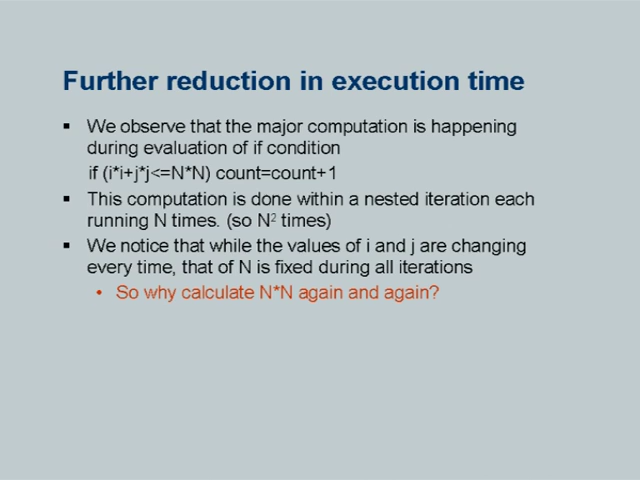 Further reduction in execution time
▪ We observe that the major computation is happening
during evaluation of if condition
if (i*i+j*j<=N*N) count=count+1
▪ This computation is done within a nested iteration each
running N times. (so N² times)
▪ We notice that while the values of i and j are changing
every time, that of N is fixed during all iterations
• So why calculate N*N again and again?